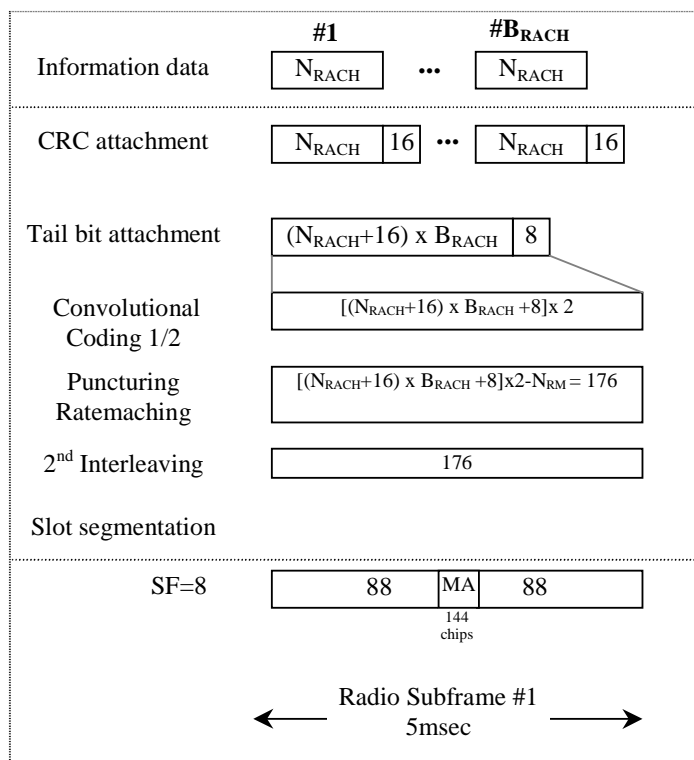 #1 #B_RACH
Information data N_RACH ... N_RACH
CRC attachment N_RACH 16 ... N_RACH 16
Tail bit attachment (N_RACH+16) x B_RACH 8
Convolutional
Coding 1/2
[(N_RACH+16) x B_RACH +8]x 2
Puncturing
Ratemaching
[(N_RACH+16) x B_RACH +8]x2-N_RM = 176
2nd Interleaving 176
Slot segmentation
SF=8 88 MA 88
144
chips
Radio Subframe #1
5msec